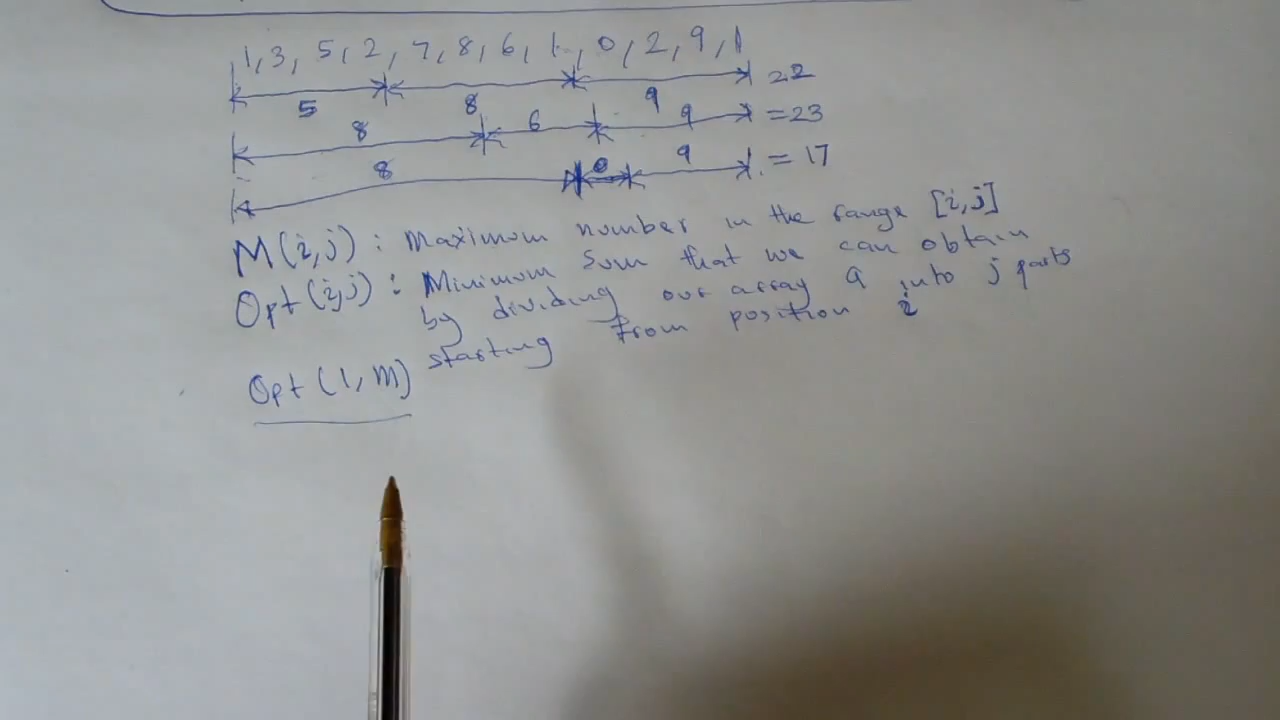 1, 3, 5, 2, 7, 8, 6, 1, 0, 2, 9, 1
5 8 9 = 22
8 6 9 = 23
8 0 9 = 17
M(i,j) : Maximum number in the range [i,j]
Opt(i,j) : Minimum sum that we can obtain
by dividing our array a into j parts
starting from position i
Opt(1,M)